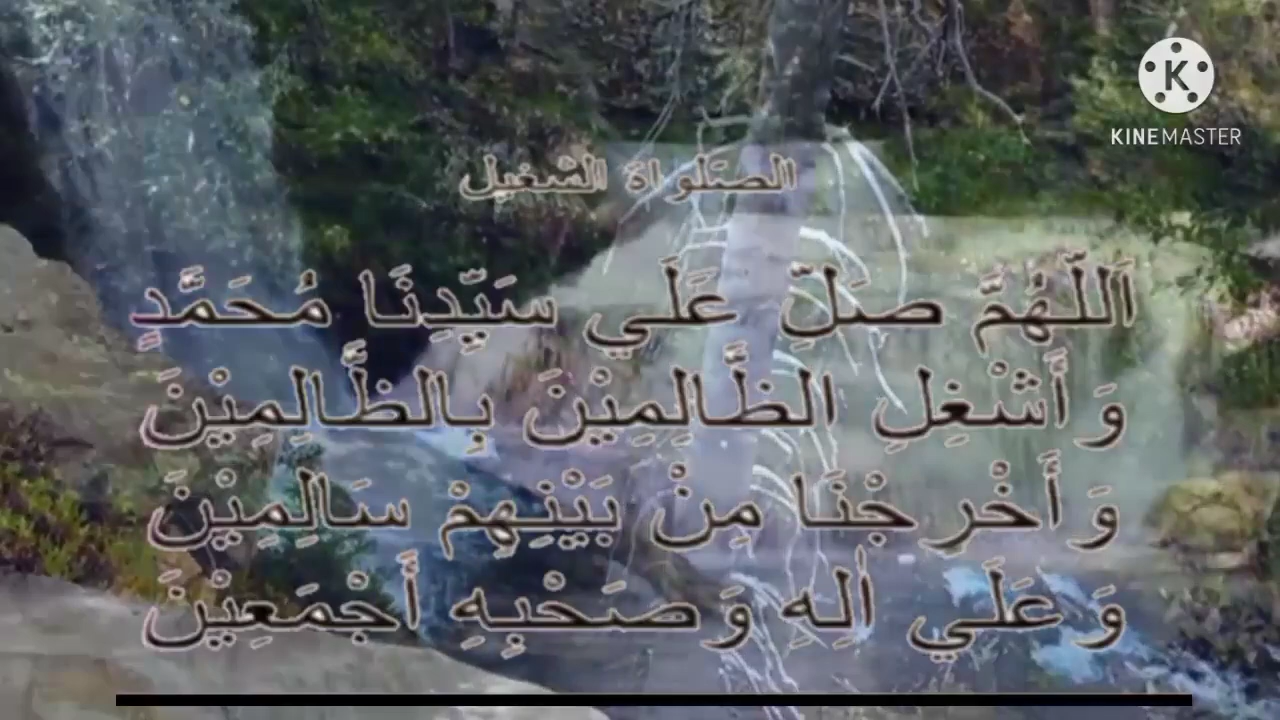 KINEMASTER
الصلواة الشغيل
اَللّٰهُمَّ صَلِّ عَلَي سَيِّدِنَا مُحَمَّدٍ
وَأَشْغِلِ الظَّالِمِيْنَ بِالظَّالِمِيْنَ
وَأَخْرِجْنَا مِنْ بَيْنِهِمْ سَالِمِيْنَ
وَعَلَي اٰلِهِ وَصَحْبِهِ أَجْمَعِيْنَ